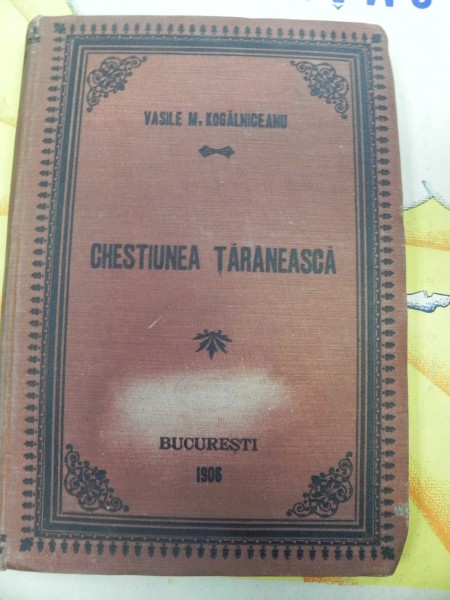 VASILE M. KOGĂLNICEANU
CHESTIUNEA ȚĂRANEASCĂ
BUCUREȘTI
1906